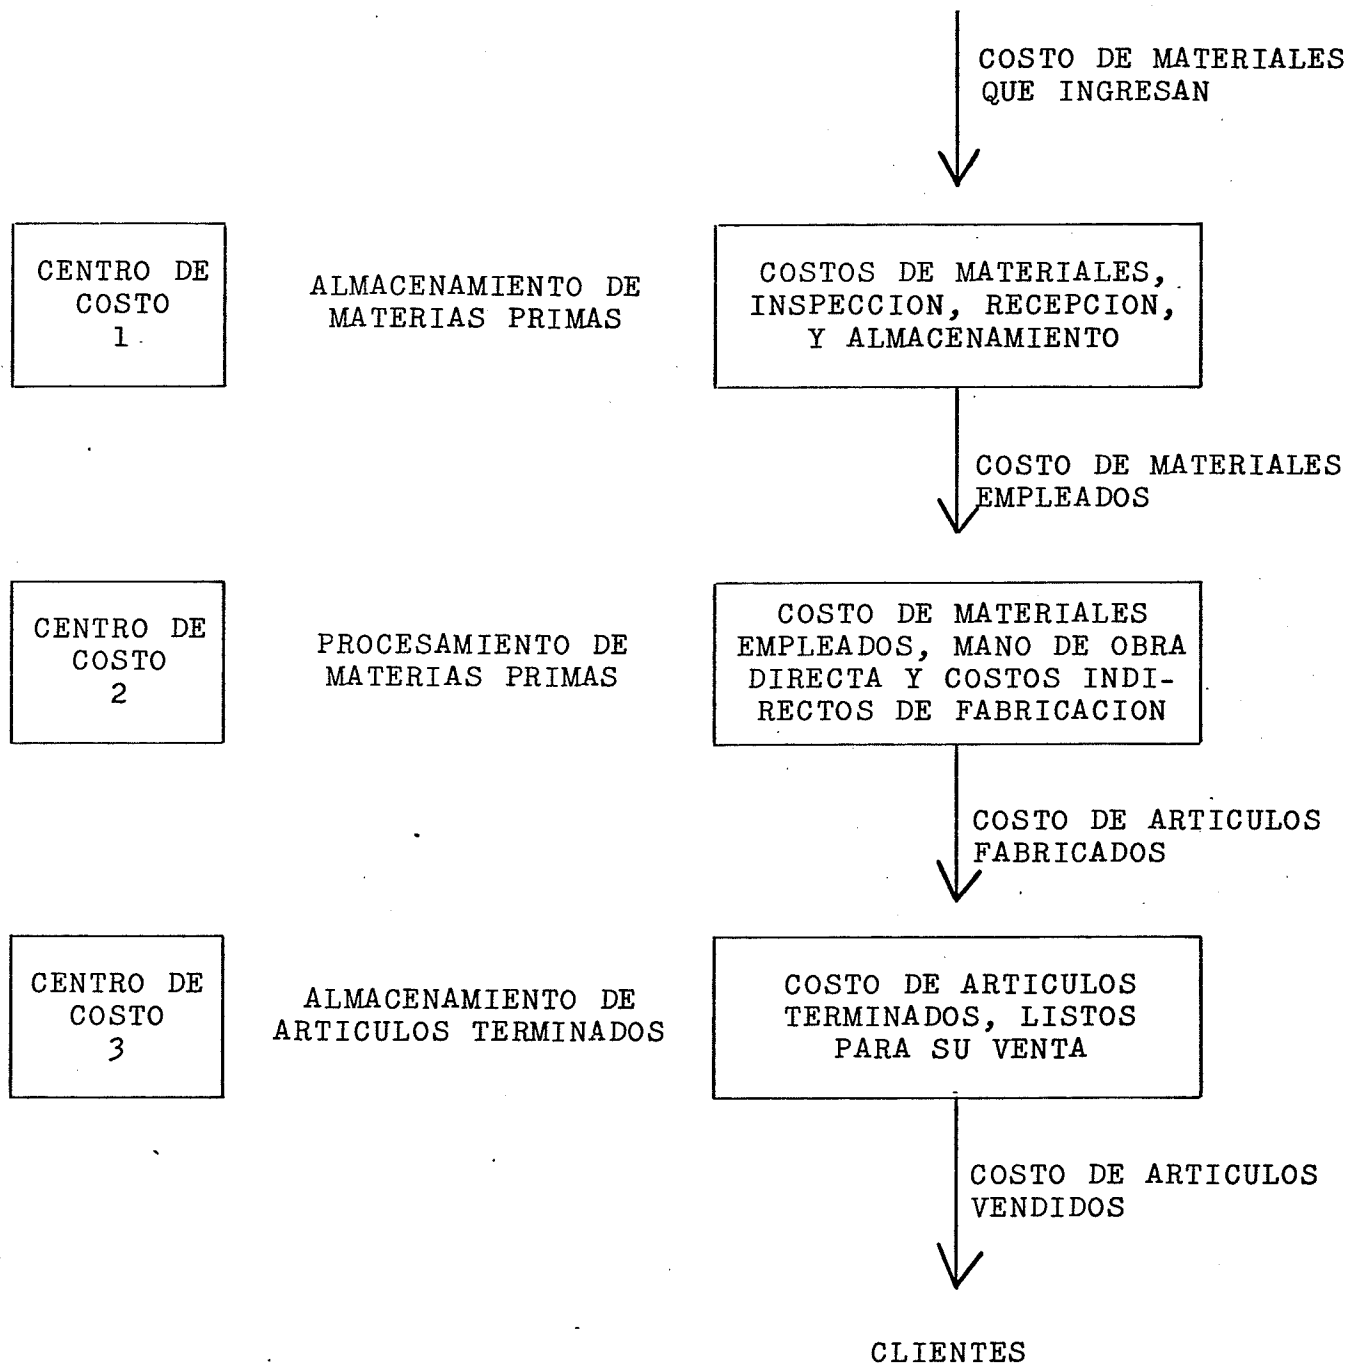 COSTO DE MATERIALES
QUE INGRESAN
CENTRO DE
COSTO
1
ALMACENAMIENTO DE
MATERIAS PRIMAS
COSTOS DE MATERIALES,
INSPECCION, RECEPCION,
Y ALMACENAMIENTO
COSTO DE MATERIALES
EMPLEADOS
CENTRO DE
COSTO
2
PROCESAMIENTO DE
MATERIAS PRIMAS
COSTO DE MATERIALES
EMPLEADOS, MANO DE OBRA
DIRECTA Y COSTOS INDI-
RECTOS DE FABRICACION
COSTO DE ARTICULOS
FABRICADOS
CENTRO DE
COSTO
3
ALMACENAMIENTO DE
ARTICULOS TERMINADOS
COSTO DE ARTICULOS
TERMINADOS, LISTOS
PARA SU VENTA
COSTO DE ARTICULOS
VENDIDOS
CLIENTES